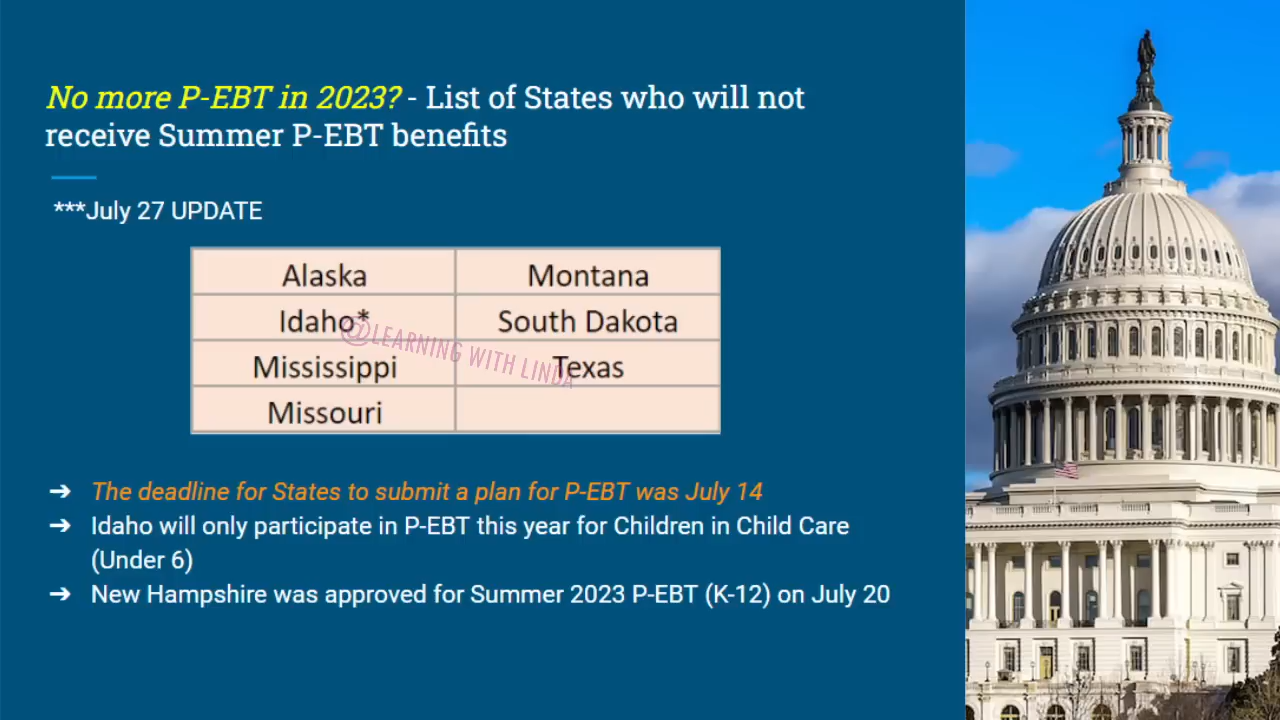 No more P-EBT in 2023? - List of States who will not
receive Summer P-EBT benefits
***July 27 UPDATE
Alaska Montana
Idaho* South Dakota
@LEARNING WITH LINDA
Mississippi Texas
Missouri
➔ The deadline for States to submit a plan for P-EBT was July 14
➔ Idaho will only participate in P-EBT this year for Children in Child Care
(Under 6)
➔ New Hampshire was approved for Summer 2023 P-EBT (K-12) on July 20